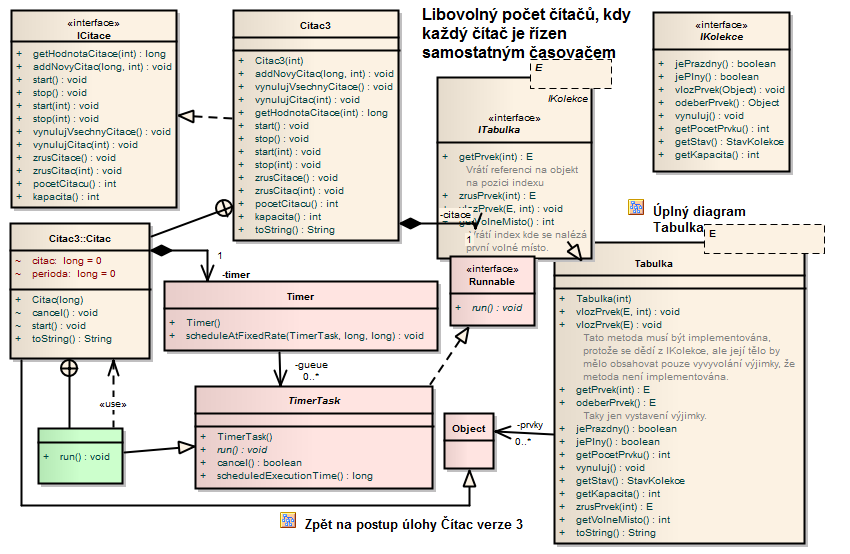 «interface»
ICitace
+ getHodnotaCitace(int) : long
+ addNovyCitac(long, int) : void
+ start() : void
+ stop() : void
+ start(int) : void
+ stop(int) : void
+ vynulujVsechnyCitace() : void
+ vynulujCitac(int) : void
+ zrusCitace() : void
+ zrusCitac(int) : void
+ pocetCitacu() : int
+ kapacita() : int
Citac3
+ Citac3(int)
+ addNovyCitac(long, int) : void
+ vynulujVsechnyCitace() : void
+ vynulujCitac(int) : void
+ getHodnotaCitace(int) : long
+ start() : void
+ stop() : void
+ start(int) : void
+ stop(int) : void
+ zrusCitace() : void
+ zrusCitac(int) : void
+ pocetCitacu() : int
+ kapacita() : int
+ toString() : String
Libovolný počet čítačů, kdy
každý čítač je řízen
samostatným časovačem
E
IKolekce
«interface»
ITabulka
+ getPrvek(int) : E
Vrátí referenci na objekt
na pozici indexu
+ zrusPrvek(int) : E
+ vlozPrvek(E, int) : void
+ getVolneMisto() : int
Vrátí index kde se nalézá
první volné místo.
-citace
1
«interface»
IKolekce
+ jePrazdny() : boolean
+ jePlny() : boolean
+ vlozPrvek(Object) : void
+ odeberPrvek() : Object
+ vynuluj() : void
+ getPocetPrvku() : int
+ getStav() : StavKolekce
+ getKapacita() : int
Úplný diagram
Tabulka
E
Tabulka
+ Tabulka(int)
+ vlozPrvek(E, int) : void
+ vlozPrvek(E) : void
Tato metoda musí být implementována,
protože se dědí z IKolekce, ale její tělo by
mělo obsahovat pouze vyvyvolání výjimky, že
metoda není implementována.
+ getPrvek(int) : E
+ odeberPrvek() : E
Taky jen vystavení výjimky.
+ jePrazdny() : boolean
+ jePlny() : boolean
+ getPocetPrvku() : int
+ vynuluj() : void
+ getStav() : StavKolekce
+ getKapacita() : int
+ zrusPrvek(int) : E
+ getVolneMisto() : int
+ toString() : String
Citac3::Citac
~ citac: long = 0
~ perioda: long = 0
+ Citac(long)
~ cancel() : void
~ start() : void
+ toString() : String
1
-timer
Timer
+ Timer()
+ scheduleAtFixedRate(TimerTask, long, long) : void
«interface»
Runnable
+ run() : void
-gueue
0..*
«use»
TimerTask
+ TimerTask()
+ run() : void
+ cancel() : boolean
+ scheduledExecutionTime() : long
+ run() : void
Object
-prvky
0..*
Zpět na postup úlohy Čítac verze 3